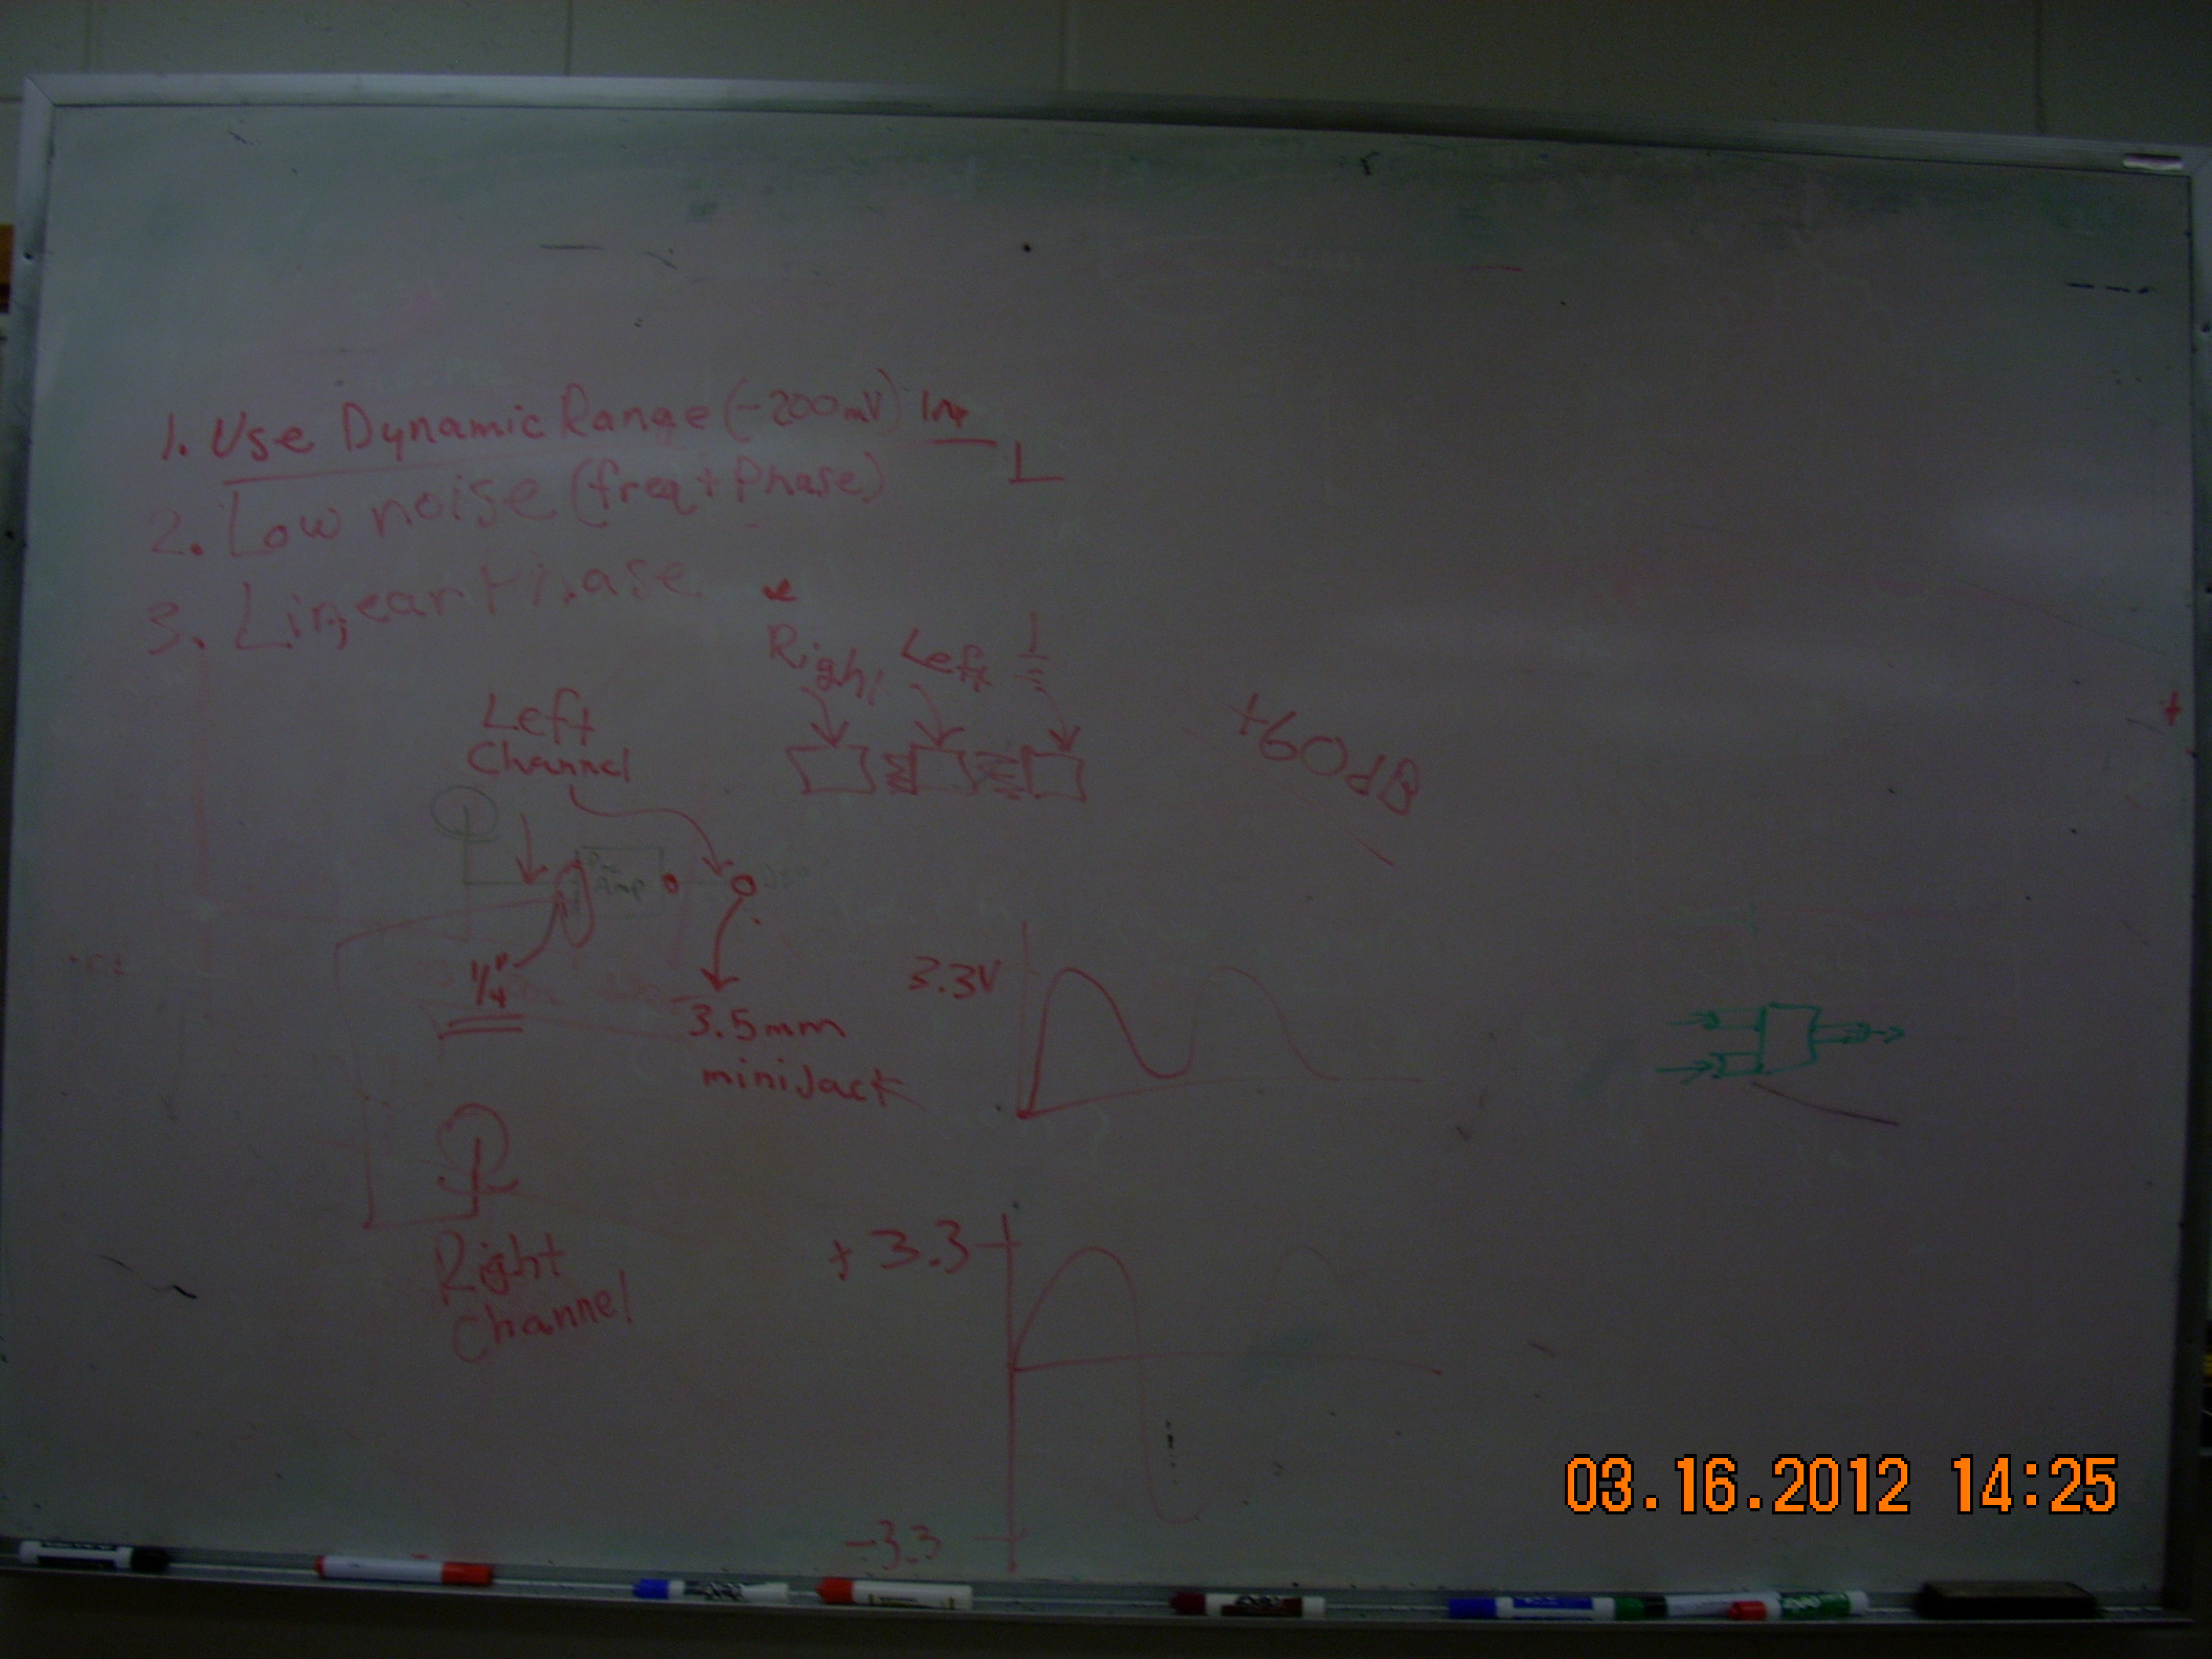 1. Use Dynamic Range (-200mV) In
2. Low noise (freq + Phase)
3. Linear Phase
Right Left
Left
Channel
+60dB
Pre
Amp
1/4"
3.5mm
miniJack
3.3V
Right
Channel
+3.3
-3.3
03.16.2012 14:25